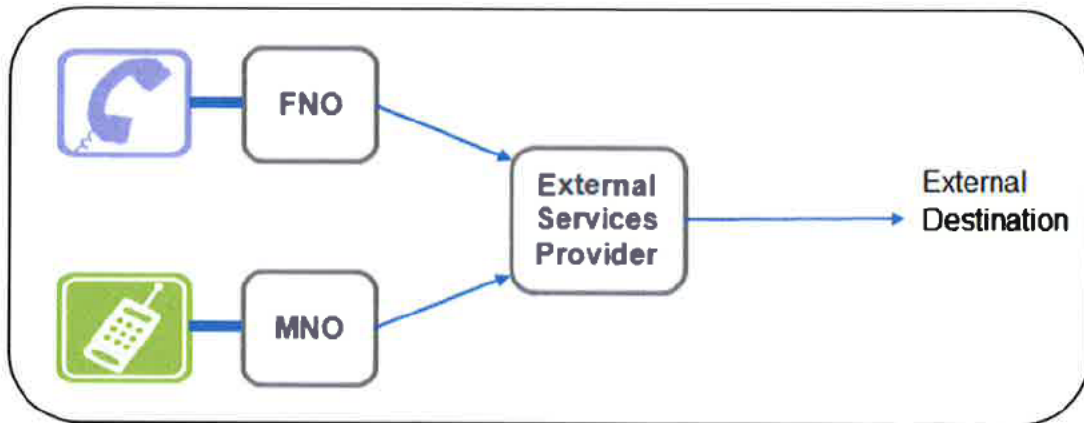 FNO
External
Services
Provider
External
Destination
MNO